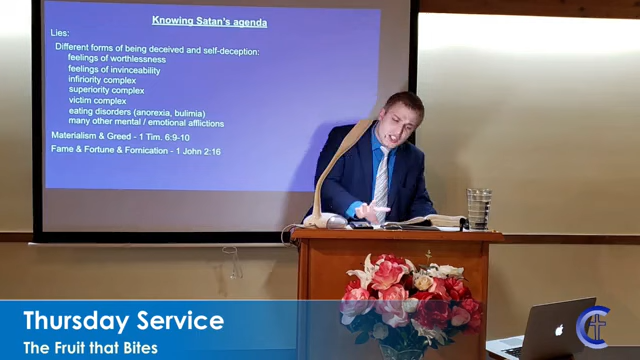 Knowing Satan's agenda
Lies:
Different forms of being deceived and self-deception:
feelings of worthlessness
feelings of invinceability
infiriority complex
superiority complex
victim complex
eating disorders (anorexia, bulimia)
many other mental / emotional afflictions
Materialism & Greed - 1 Tim. 6:9-10
Fame & Fortune & Fornication - 1 John 2:16
Thursday Service
The Fruit that Bites